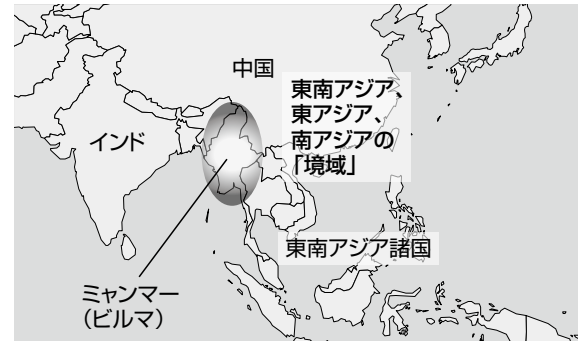 中国
東南アジア、
東アジア、
南アジアの
「境域」
インド
東南アジア諸国
ミャンマー
（ビルマ）